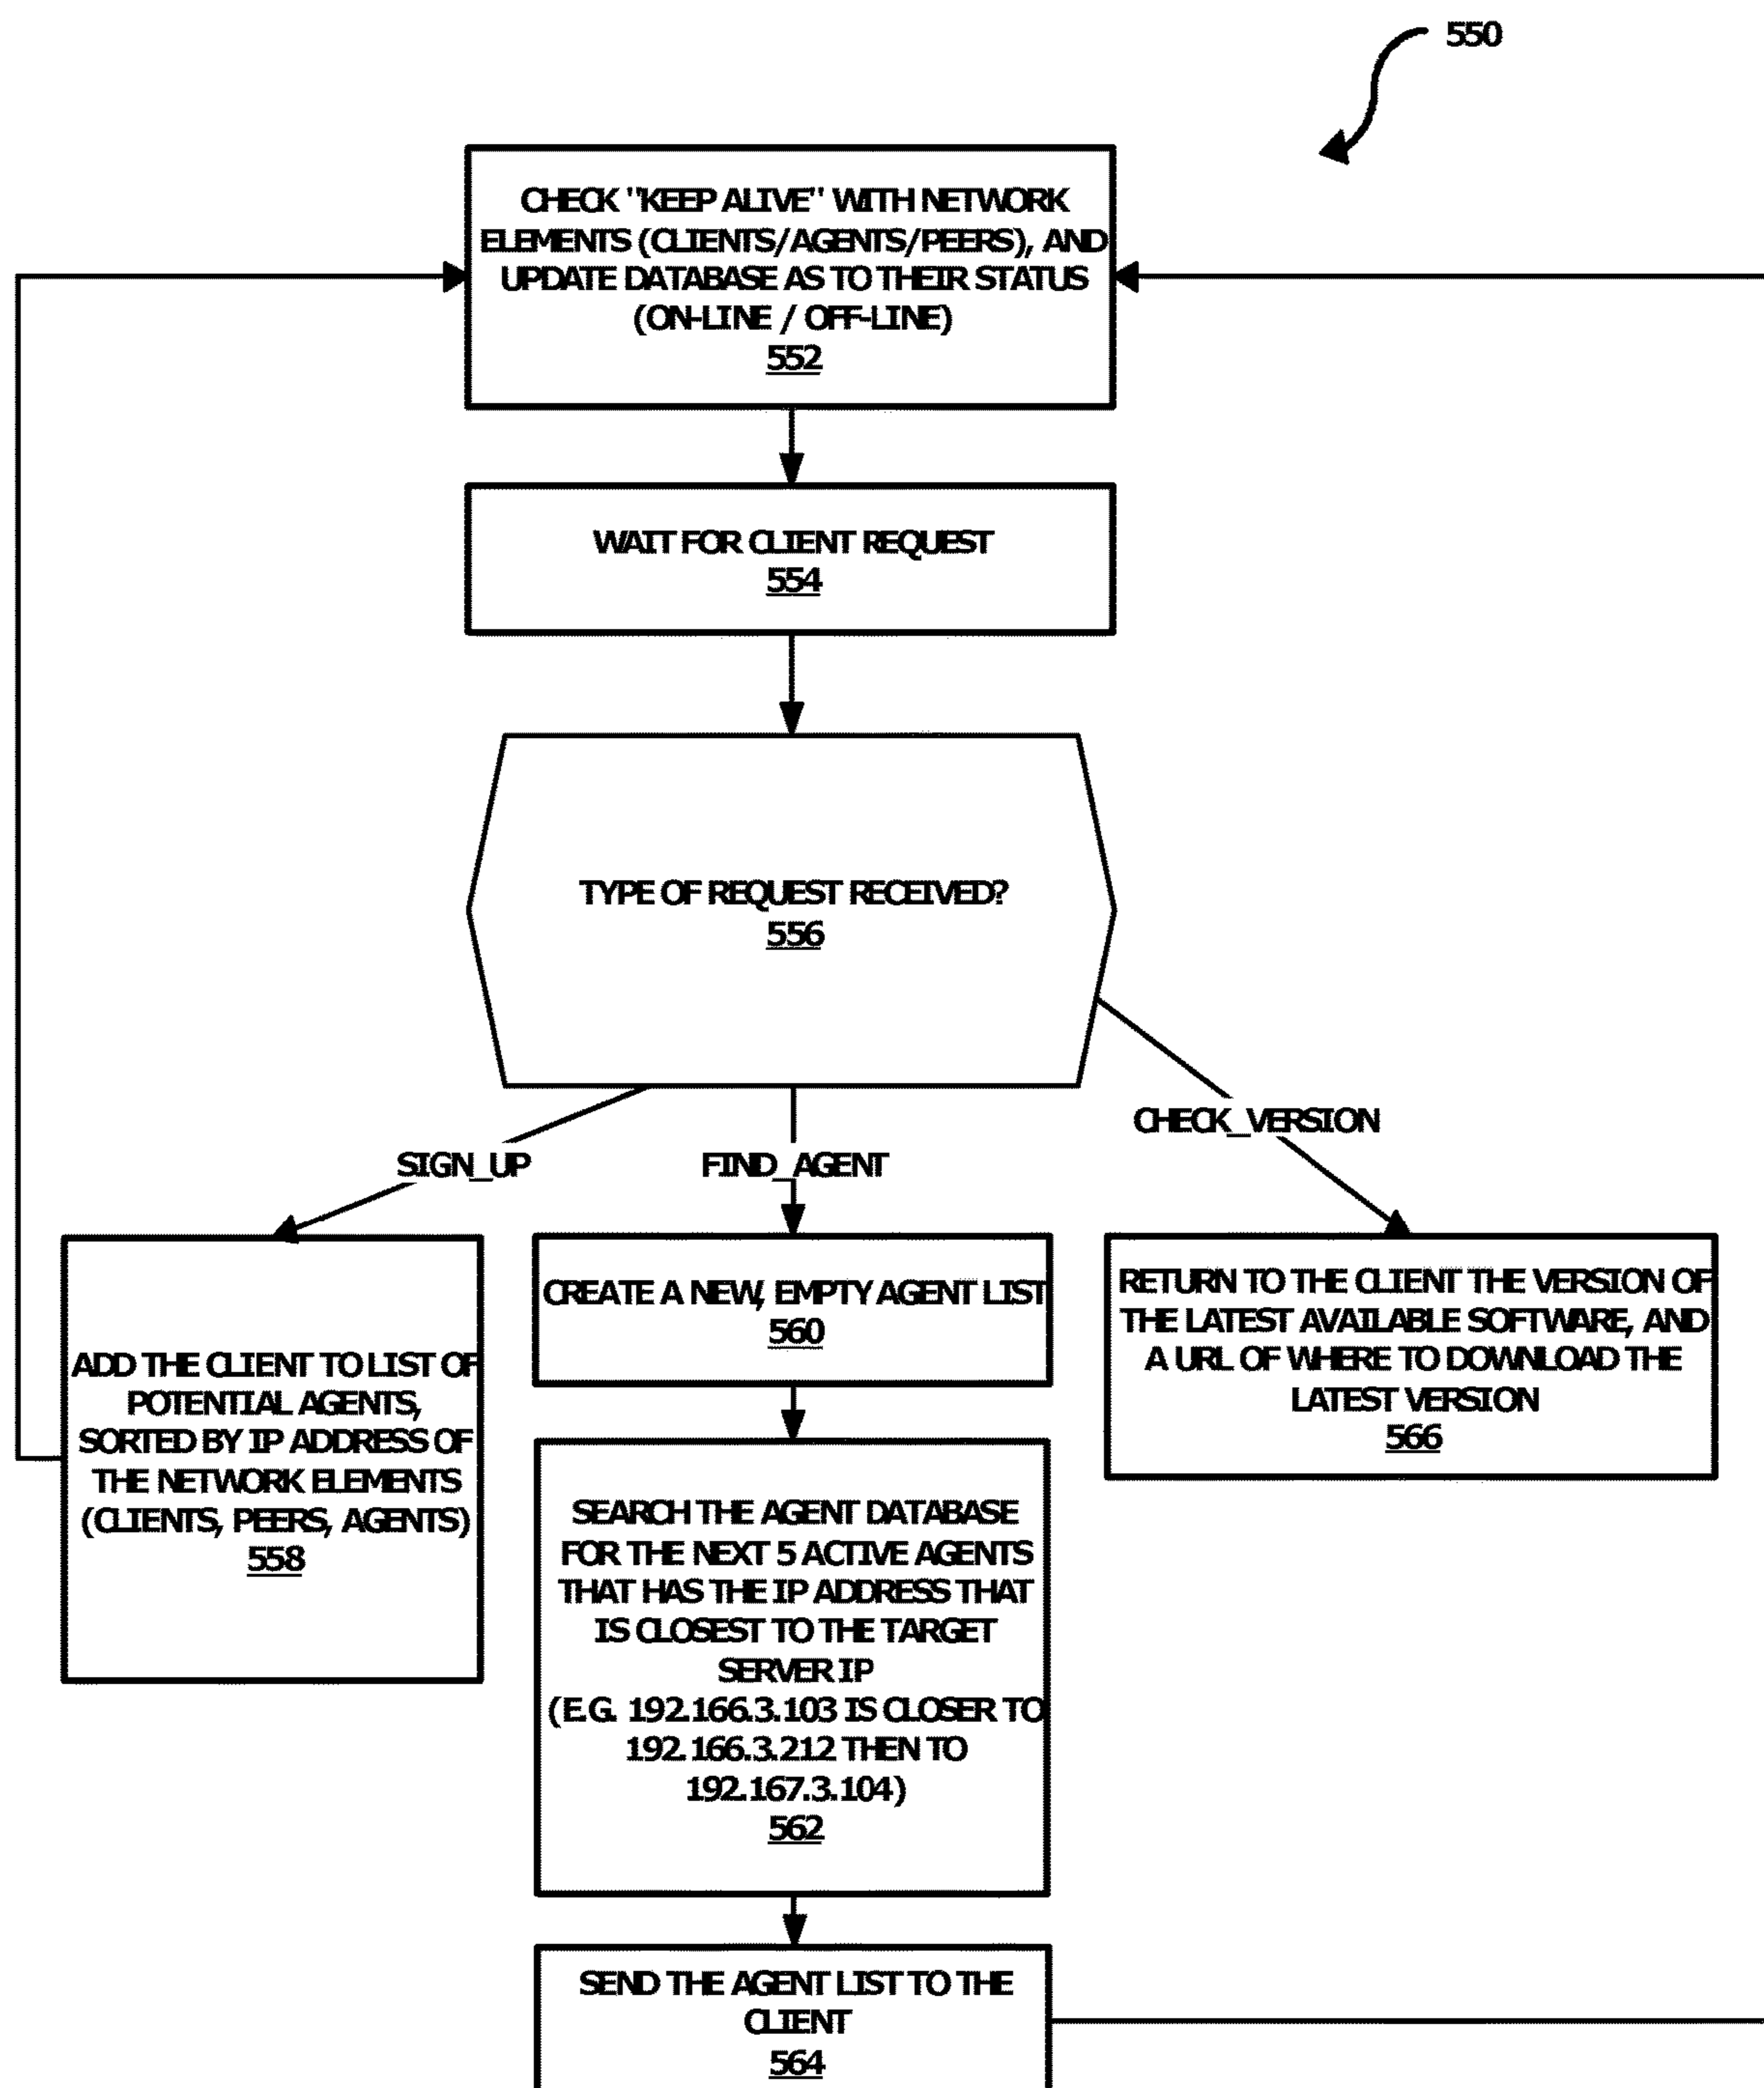 550
CHECK "KEEP ALIVE" WITH NETWORK
ELEMENTS (CLIENTS/AGENTS/PEERS), AND
UPDATE DATABASE AS TO THEIR STATUS
(ON-LINE / OFF-LINE)
552
WAIT FOR CLIENT REQUEST
554
TYPE OF REQUEST RECEIVED?
556
SIGN_UP
FIND_AGENT
CHECK_VERSION
ADD THE CLIENT TO LIST OF
POTENTIAL AGENTS,
SORTED BY IP ADDRESS OF
THE NETWORK ELEMENTS
(CLIENTS, PEERS, AGENTS)
558
CREATE A NEW, EMPTY AGENT LIST
560
SEARCH THE AGENT DATABASE
FOR THE NEXT 5 ACTIVE AGENTS
THAT HAS THE IP ADDRESS THAT
IS CLOSEST TO THE TARGET
SERVER IP
(E.G. 192.166.3.103 IS CLOSER TO
192.166.3.212 THEN TO
192.167.3.104)
562
SEND THE AGENT LIST TO THE
CLIENT
564
RETURN TO THE CLIENT THE VERSION OF
THE LATEST AVAILABLE SOFTWARE, AND
A URL OF WHERE TO DOWNLOAD THE
LATEST VERSION
566